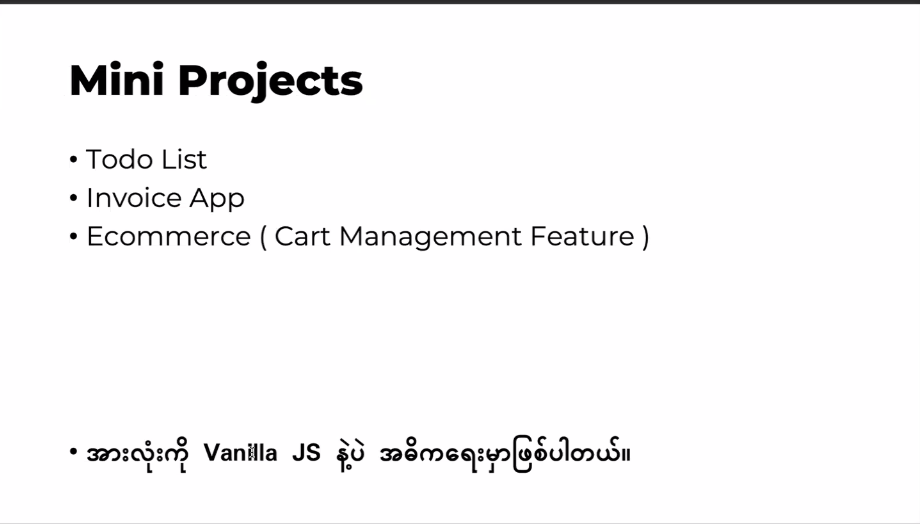 Mini Projects
• Todo List
• Invoice App
• Ecommerce ( Cart Management Feature )
• အားလုံးကို Vanilla JS နဲ့ပဲ အဓိကရေးမှာဖြစ်ပါတယ်။